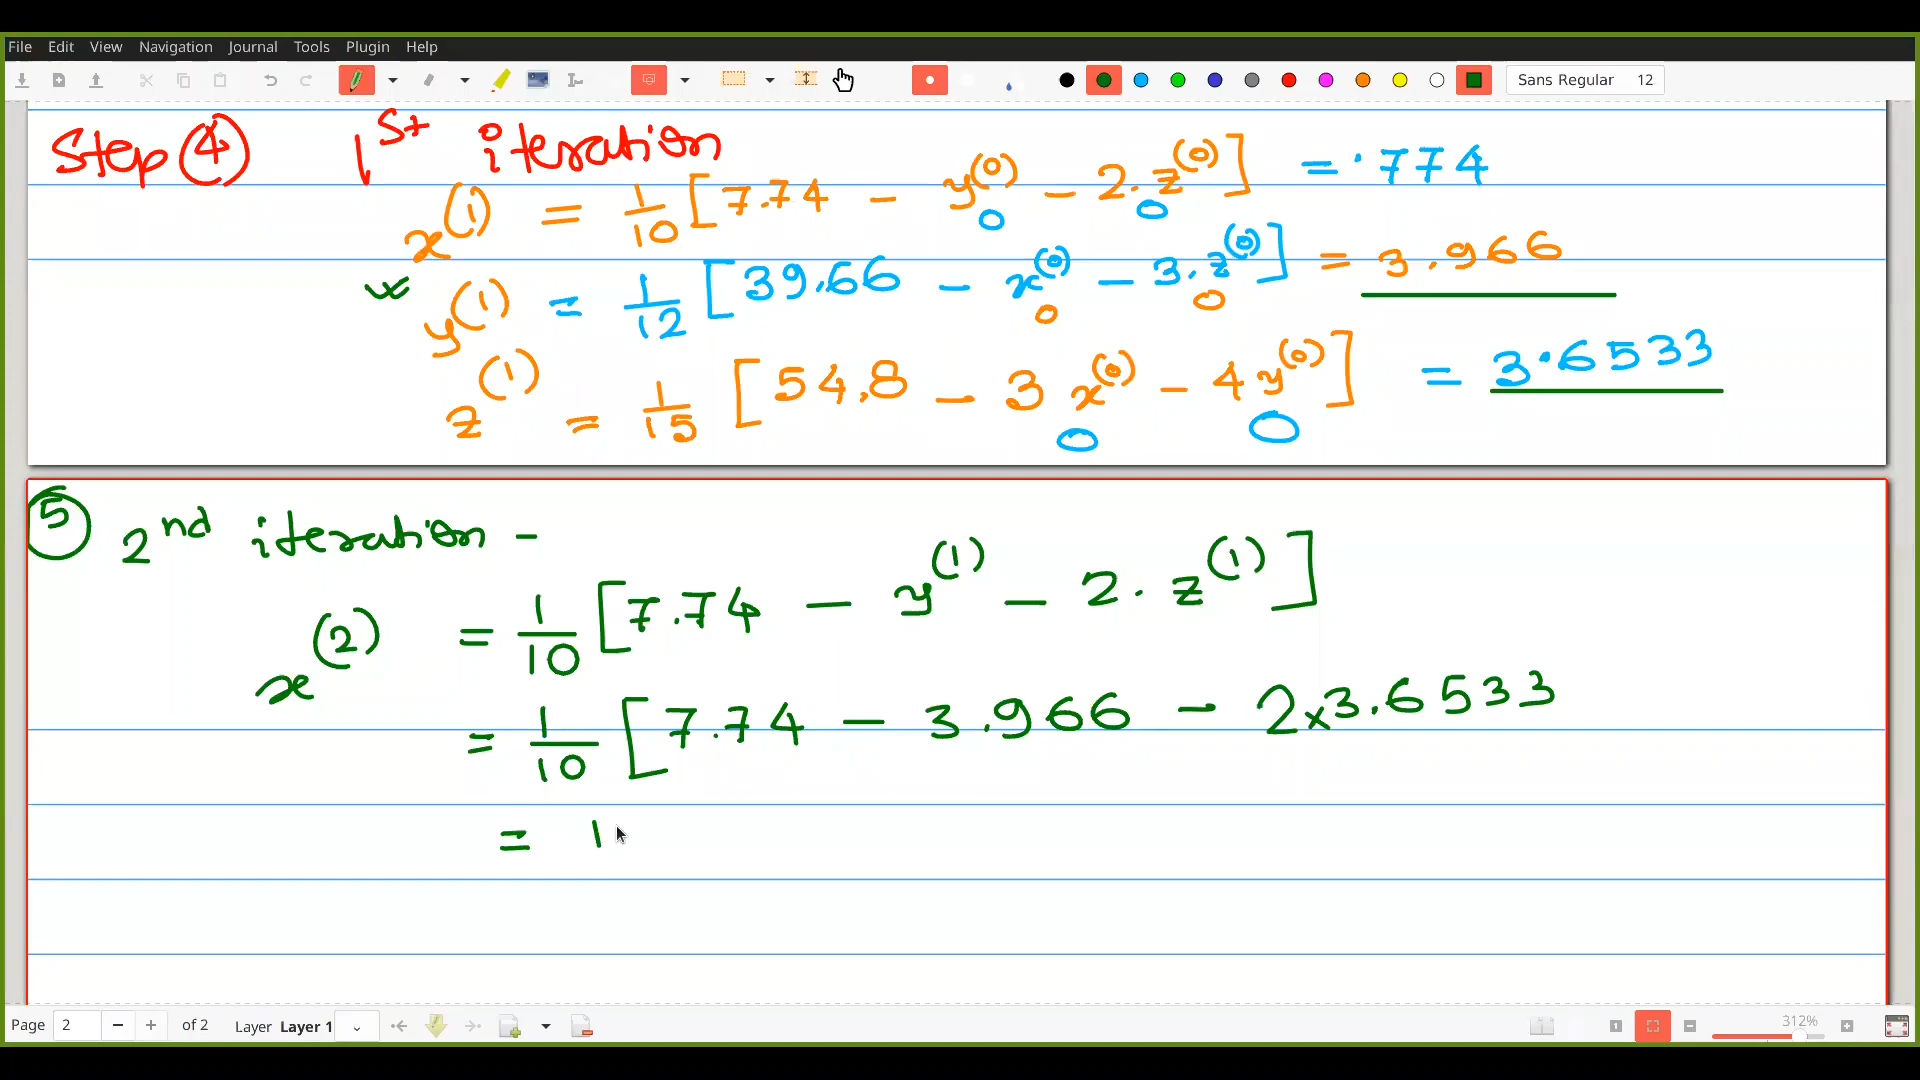 File Edit View Navigation Journal Tools Plugin Help
Sans Regular 12
Step ④ 1st iteration
x^(1) = 1/10 [7.74 - y^(0) - 2. z^(0)] = .774
0 0
y^(1) = 1/12 [39.66 - x^(0) - 3. z^(0)] = 3.966
0 0
z^(1) = 1/15 [54.8 - 3 x^(0) - 4 y^(0)] = 3.6533
0 0
⑤ 2nd iteration -
x^(2) = 1/10 [7.74 - y^(1) - 2. z^(1)]
= 1/10 [7.74 - 3.966 - 2×3.6533
= 1
Page 2 - + of 2 Layer Layer 1 312%